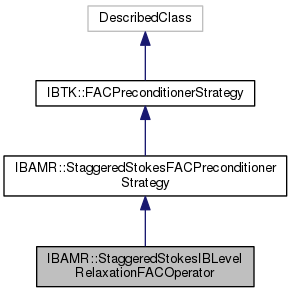 DescribedClass
IBTK::FACPreconditionerStrategy
IBAMR::StaggeredStokesFACPreconditioner
Strategy
IBAMR::StaggeredStokesIBLevel
RelaxationFACOperator